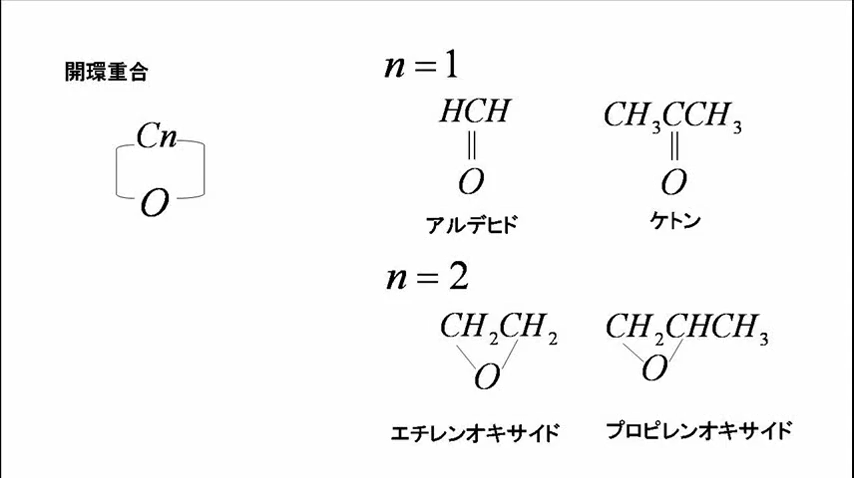 開環重合
Cn
O
n = 1
HCH
||
O
アルデヒド
CH₃CCH₃
||
O
ケトン
n = 2
CH₂CH₂
O
エチレンオキサイド
CH₂CHCH₃
O
プロピレンオキサイド